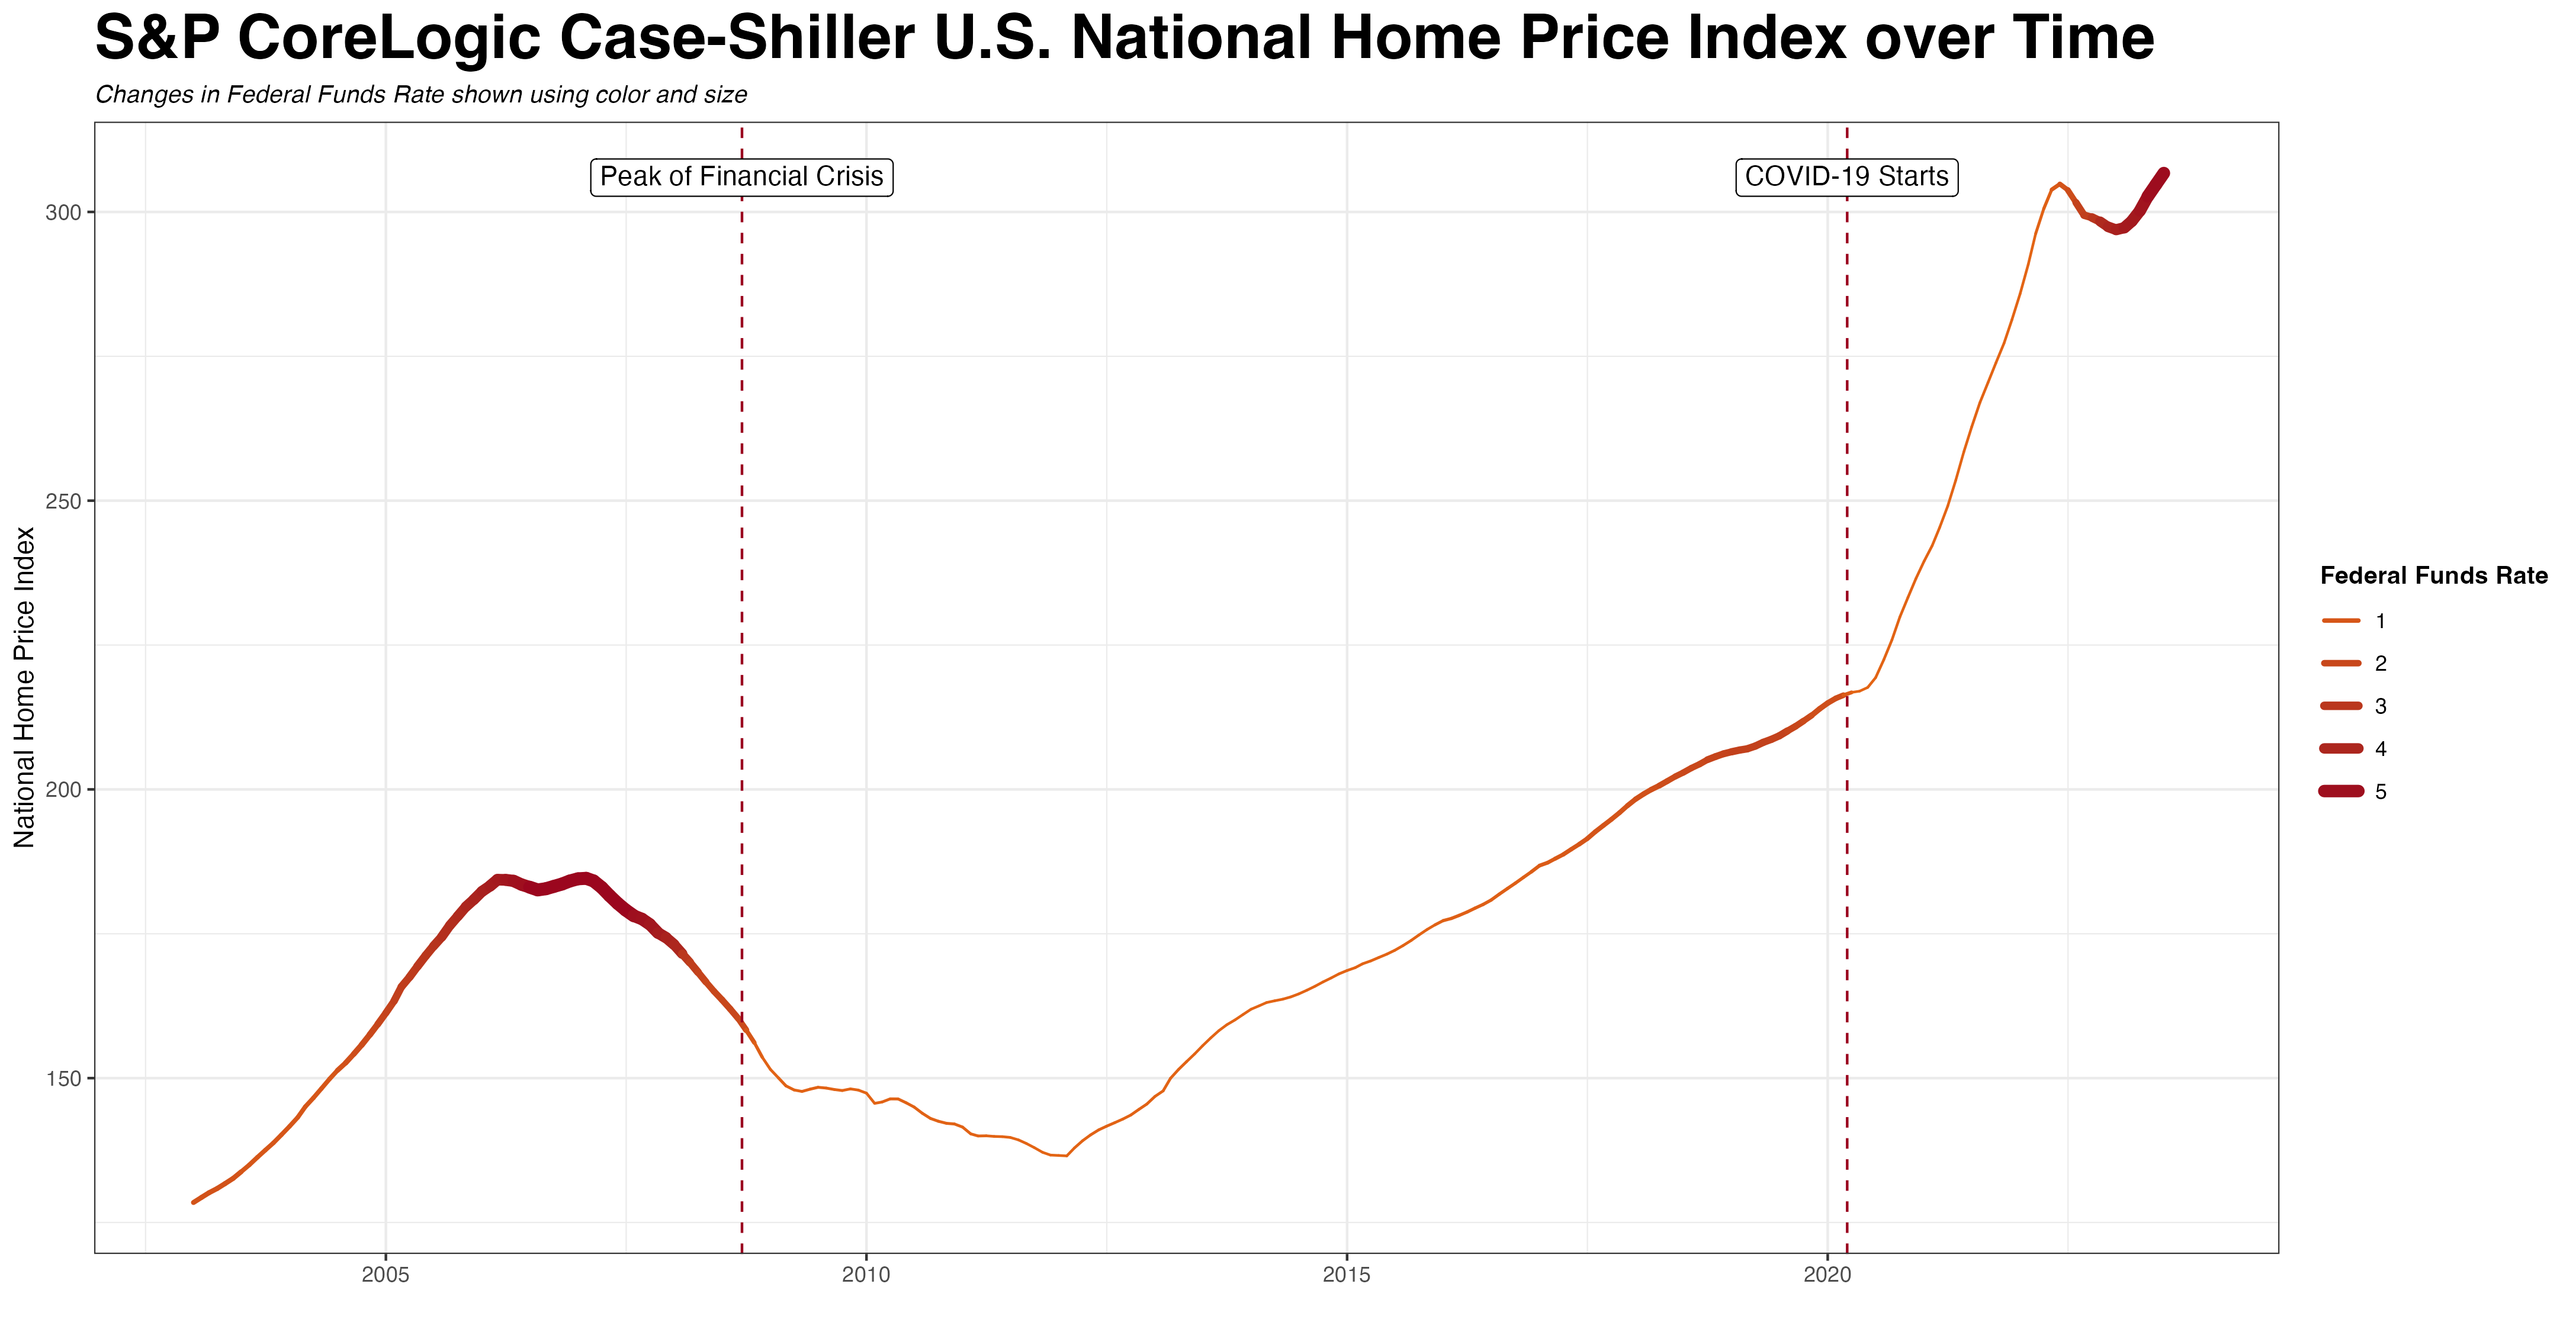 S&P CoreLogic Case-Shiller U.S. National Home Price Index over Time
Changes in Federal Funds Rate shown using color and size
Peak of Financial Crisis
COVID-19 Starts
National Home Price Index
300
250
200
150
2005
2010
2015
2020
Federal Funds Rate
1
2
3
4
5